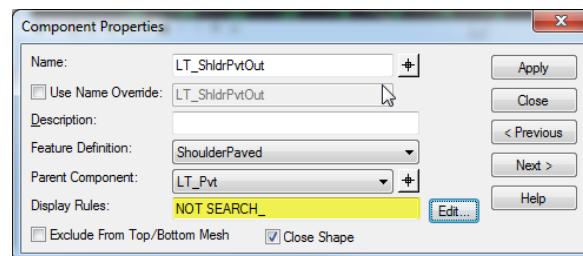 Component Properties
X
Name: LT_ShldrPvtOut Apply
Use Name Override: LT_ShldrPvtOut Close
Description: < Previous
Feature Definition: ShoulderPaved Next >
Parent Component: LT_Pvt Help
Display Rules: NOT SEARCH_ Edit...
Exclude From Top/Bottom Mesh Close Shape